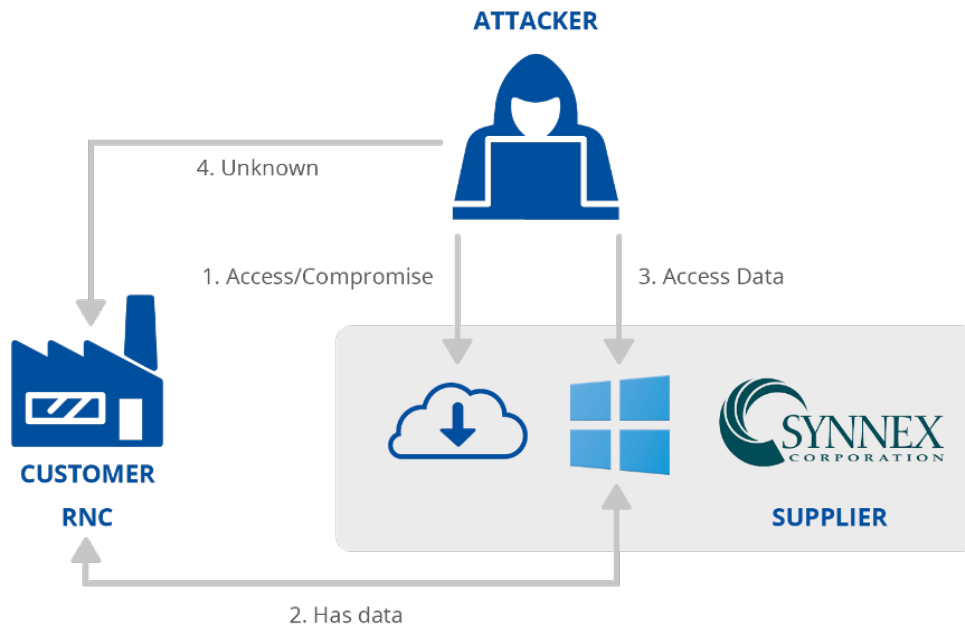 ATTACKER
4. Unknown
1. Access/Compromise
3. Access Data
SYNNEX
CORPORATION
CUSTOMER
RNC
SUPPLIER
2. Has data